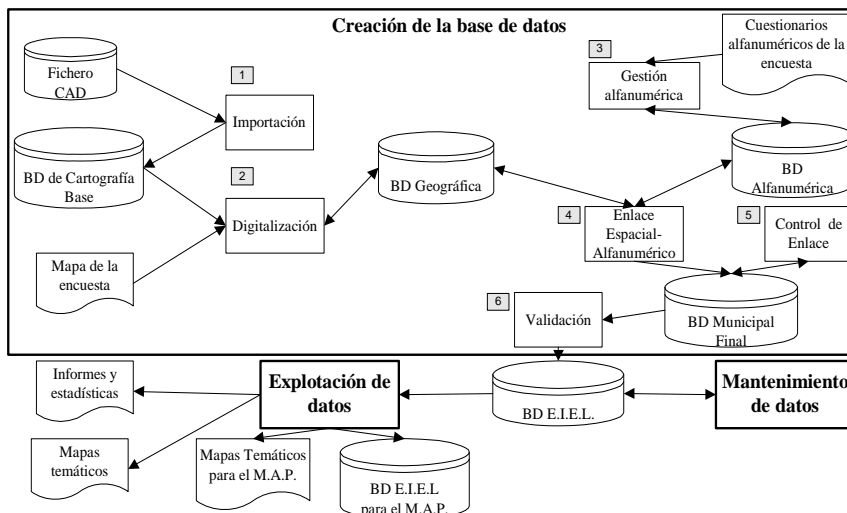 Creación de la base de datos
Fichero
CAD
1
Importación
BD de Cartografía
Base
2
Digitalización
Mapa de la
encuesta
BD Geográfica
3
Gestión
alfanumérica
Cuestionarios
alfanuméricos de la
encuesta
BD
Alfanumérica
4
Enlace
Espacial-
Alfanumérico
5
Control de
Enlace
6
Validación
BD Municipal
Final
Informes y
estadísticas
Explotación de
datos
BD E.I.E.L.
Mantenimiento
de datos
Mapas
temáticos
Mapas Temáticos
para el M.A.P.
BD E.I.E.L
para el M.A.P.